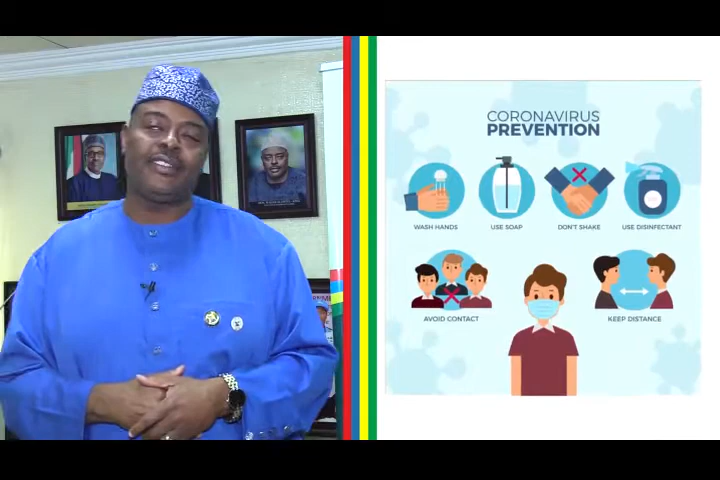 CORONAVIRUS
PREVENTION
WASH HANDS
USE SOAP
DON'T SHAKE
USE DISINFECTANT
AVOID CONTACT
KEEP DISTANCE